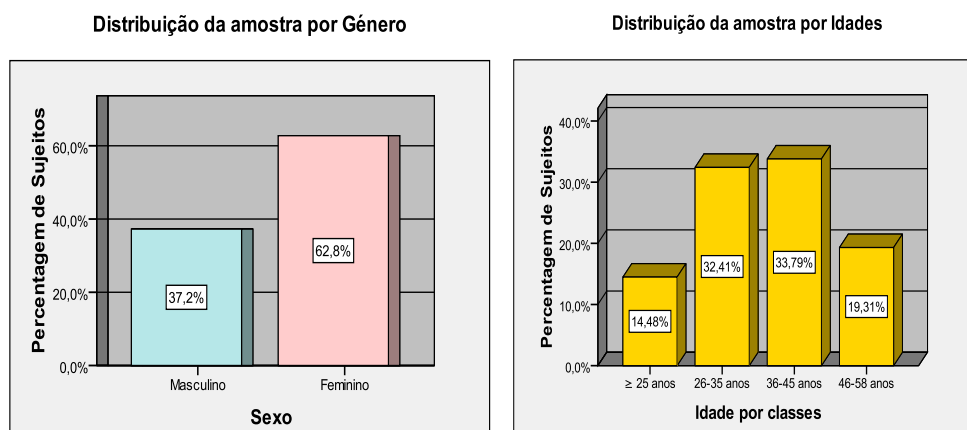 Distribuição da amostra por Género
Percentagem de Sujeitos
60,0%
40,0%
20,0%
0,0%
37,2%
62,8%
Masculino
Feminino
Sexo
Distribuição da amostra por Idades
Percentagem de Sujeitos
40,0%
30,0%
20,0%
10,0%
0,0%
14,48%
32,41%
33,79%
19,31%
≥ 25 anos
26-35 anos
36-45 anos
46-58 anos
Idade por classes